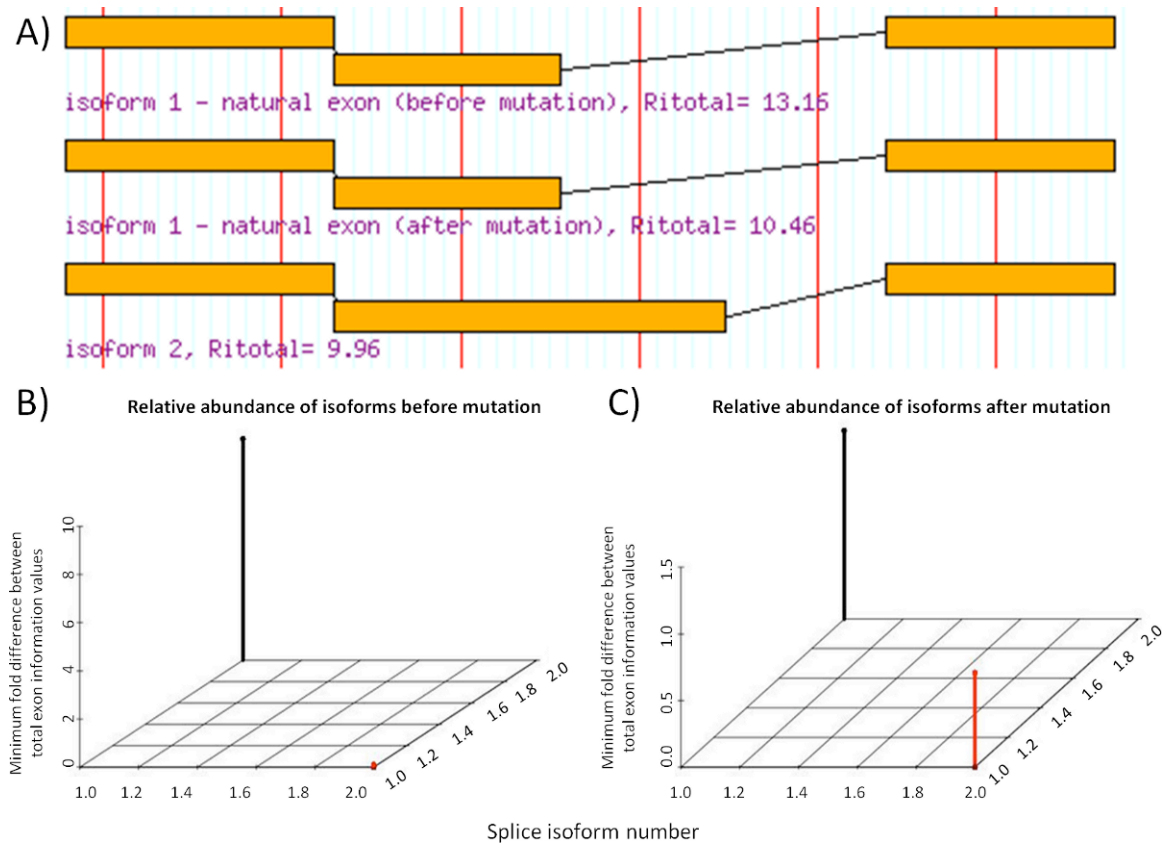 A)
isoform 1 - natural exon (before mutation), Ritotal= 13.16
isoform 1 - natural exon (after mutation), Ritotal= 10.46
isoform 2, Ritotal= 9.96
B)
Relative abundance of isoforms before mutation
Minimum fold difference between
total exon information values
10
8
6
4
2
0
1.0 1.2 1.4 1.6 1.8 2.0
1.0 1.2 1.4 1.6 1.8 2.0
C)
Relative abundance of isoforms after mutation
Minimum fold difference between
total exon information values
1.5
1.0
0.5
0.0
1.0 1.2 1.4 1.6 1.8 2.0
1.0 1.2 1.4 1.6 1.8 2.0
Splice isoform number